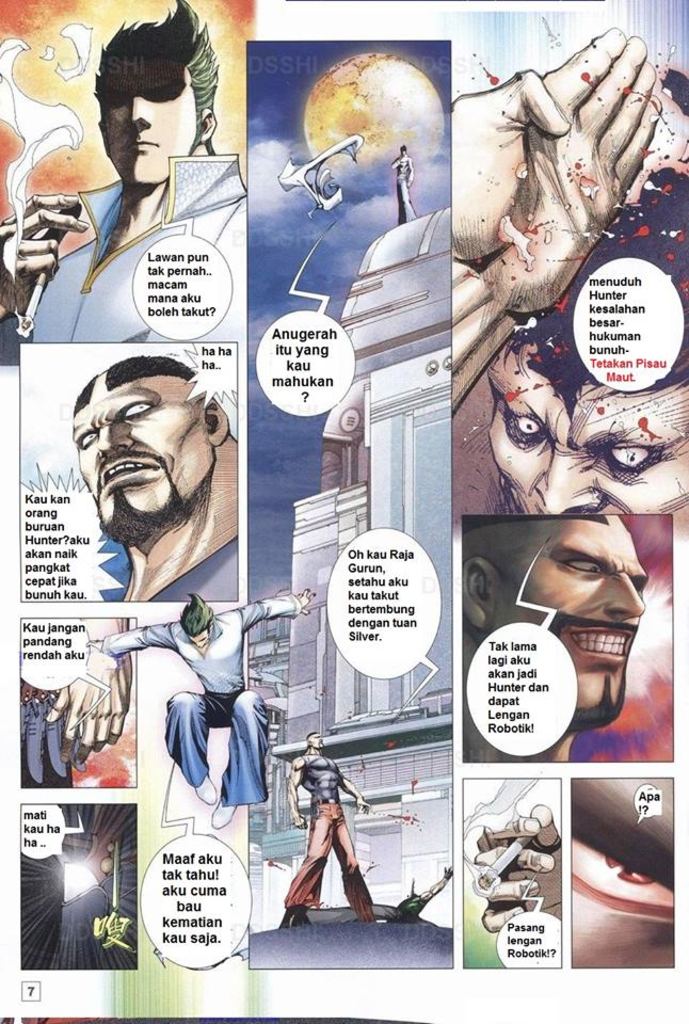 Lawan pun
tak pernah..
macam
mana aku
boleh takut?
Anugerah
itu yang
kau
mahukan
?
menuduh
Hunter
kesalahan
besar-
hukuman
bunuh-
Tetakan Pisau
Maut.
ha ha
ha..
Kau kan
orang
buruan
Hunter?aku
akan naik
pangkat
cepat jika
bunuh kau.
Oh kau Raja
Gurun,
setahu aku
kau takut
bertembung
dengan tuan
Silver.
Tak lama
lagi aku
akan jadi
Hunter dan
dapat
Lengan
Robotik!
Kau jangan
pandang
rendah aku
mati
kau ha
ha ..
嗖
Maaf aku
tak tahu!
aku cuma
bau
kematian
kau saja.
Pasang
lengan
Robotik!?
Apa
!?
7